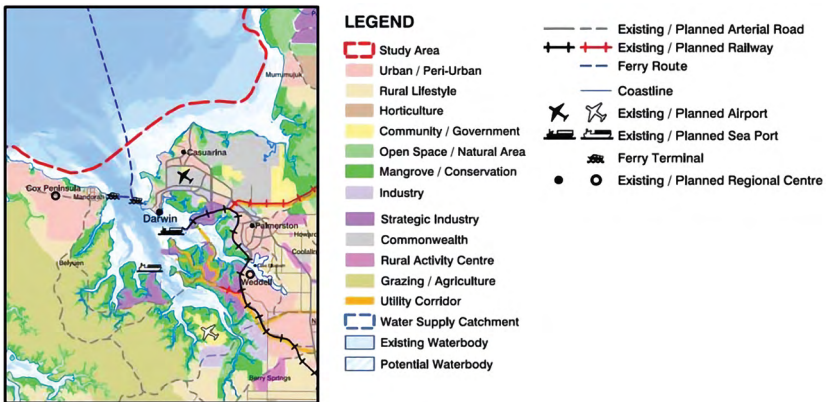 Murrumujuk
Casuarina
Cox Peninsula
Mandorah
Darwin
Palmerston
Howard
Coolalin
Belyuen
Weddell
Berry Springs
LEGEND
Study Area
Urban / Peri-Urban
Rural Lifestyle
Horticulture
Community / Government
Open Space / Natural Area
Mangrove / Conservation
Industry
Strategic Industry
Commonwealth
Rural Activity Centre
Grazing / Agriculture
Utility Corridor
Water Supply Catchment
Existing Waterbody
Potential Waterbody
Existing / Planned Arterial Road
Existing / Planned Railway
Ferry Route
Coastline
Existing / Planned Airport
Existing / Planned Sea Port
Ferry Terminal
Existing / Planned Regional Centre